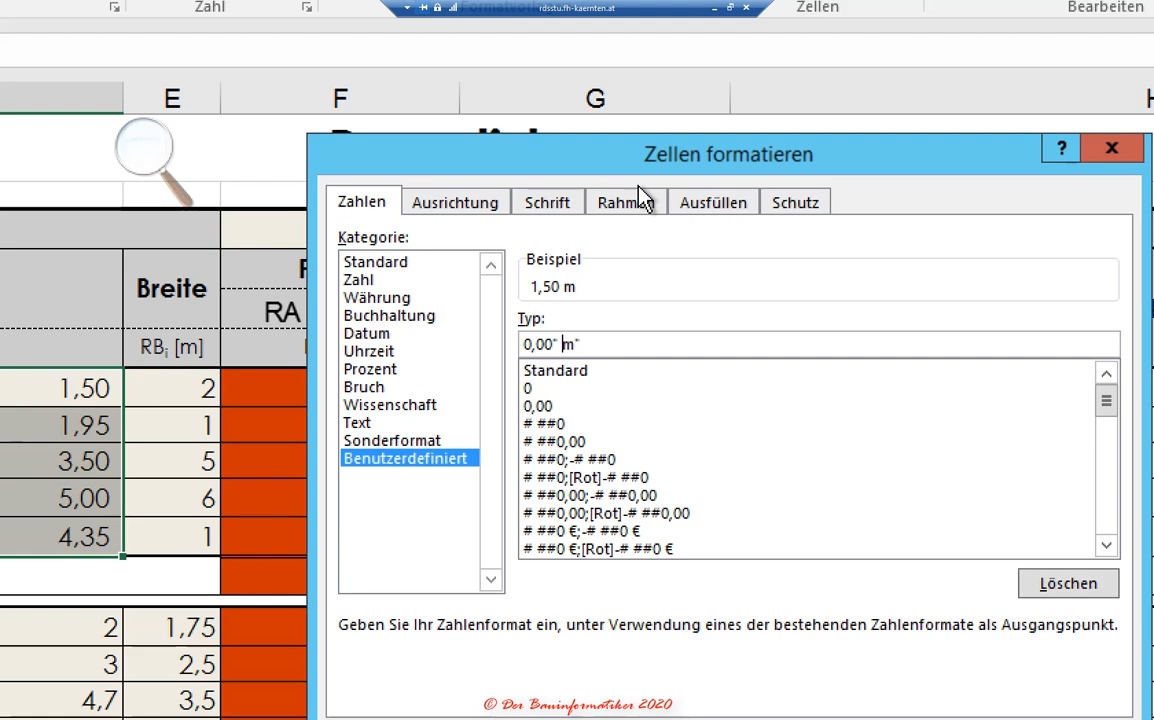 Zahl
rdsstu.fh-kaernten.at
Zellen
Bearbeiten
E
F
G
Zellen formatieren
?
Zahlen
Ausrichtung
Schrift
Rahmen
Ausfüllen
Schutz
Kategorie:
Standard
Zahl
Währung
Buchhaltung
Datum
Uhrzeit
Prozent
Bruch
Wissenschaft
Text
Sonderformat
Benutzerdefiniert
Beispiel
1,50 m
Typ:
0,00" m"
Standard
0
0,00
# ##0
# ##0,00
# ##0;-# ##0
# ##0;[Rot]-# ##0
# ##0,00;-# ##0,00
# ##0,00;[Rot]-# ##0,00
# ##0 €;-# ##0 €
# ##0 €;[Rot]-# ##0 €
Löschen
Geben Sie Ihr Zahlenformat ein, unter Verwendung eines der bestehenden Zahlenformate als Ausgangspunkt.
Breite
RA
RBi [m]
1,50 2
1,95 1
3,50 5
5,00 6
4,35 1
2 1,75
3 2,5
4,7 3,5
© Der Bauinformatiker 2020